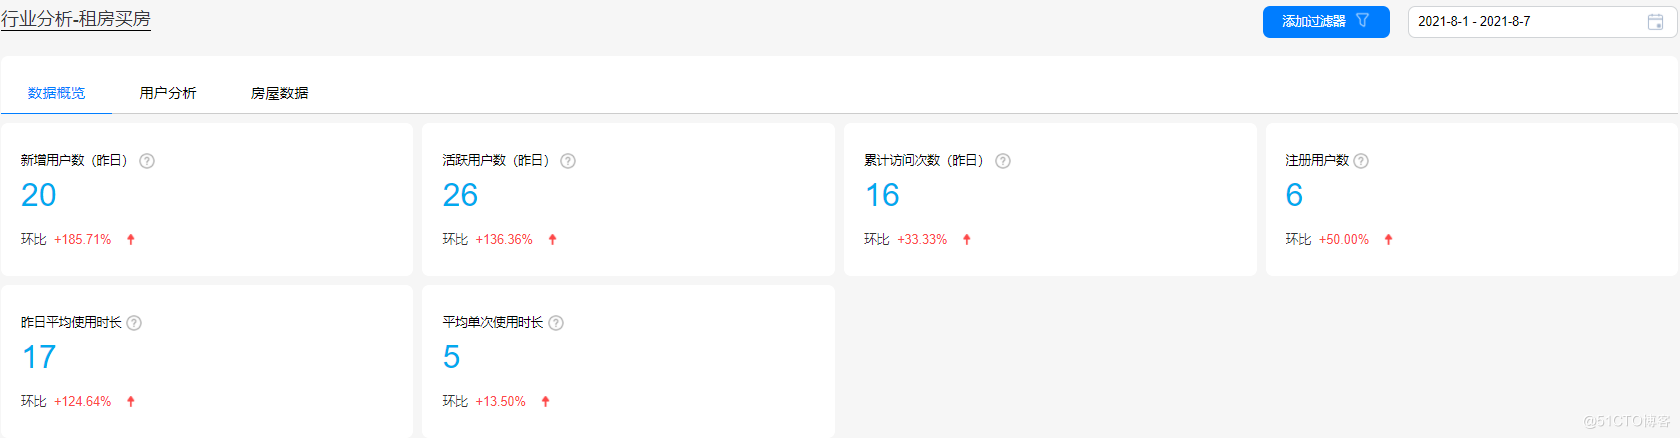 行业分析-租房买房
添加过滤器
2021-8-1 - 2021-8-7
数据概览 用户分析 房屋数据
新增用户数（昨日） ?
20
环比 +185.71%
活跃用户数（昨日） ?
26
环比 +136.36%
累计访问次数（昨日） ?
16
环比 +33.33%
注册用户数 ?
6
环比 +50.00%
昨日平均使用时长 ?
17
环比 +124.64%
平均单次使用时长 ?
5
环比 +13.50%
@51CTO博客